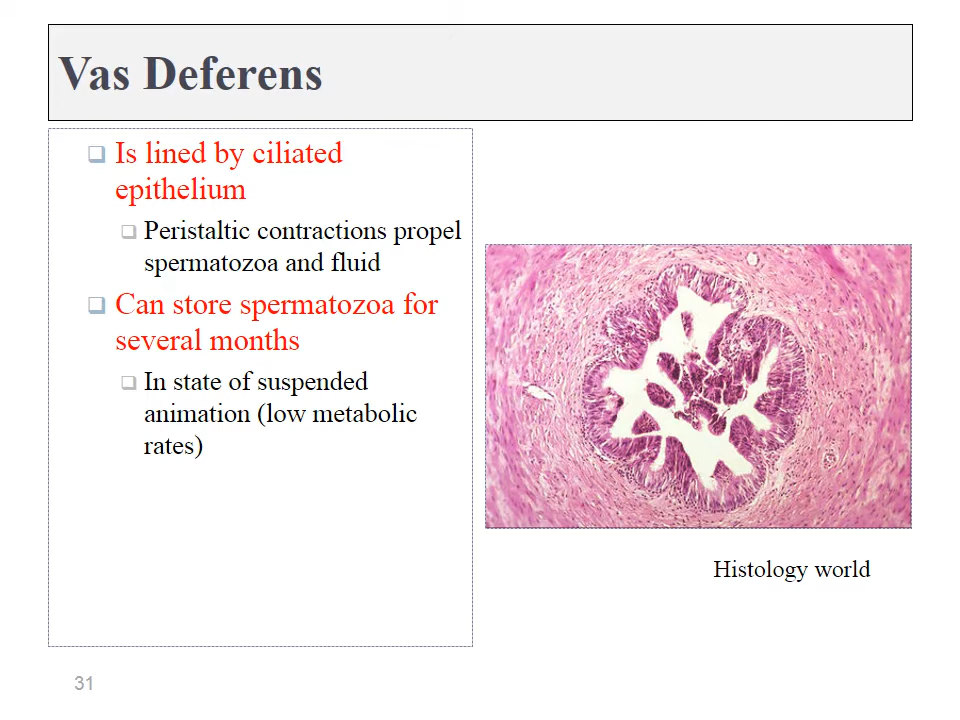 Vas Deferens
Is lined by ciliated
epithelium
Peristaltic contractions propel
spermatozoa and fluid
Can store spermatozoa for
several months
In state of suspended
animation (low metabolic
rates)
Histology world
31